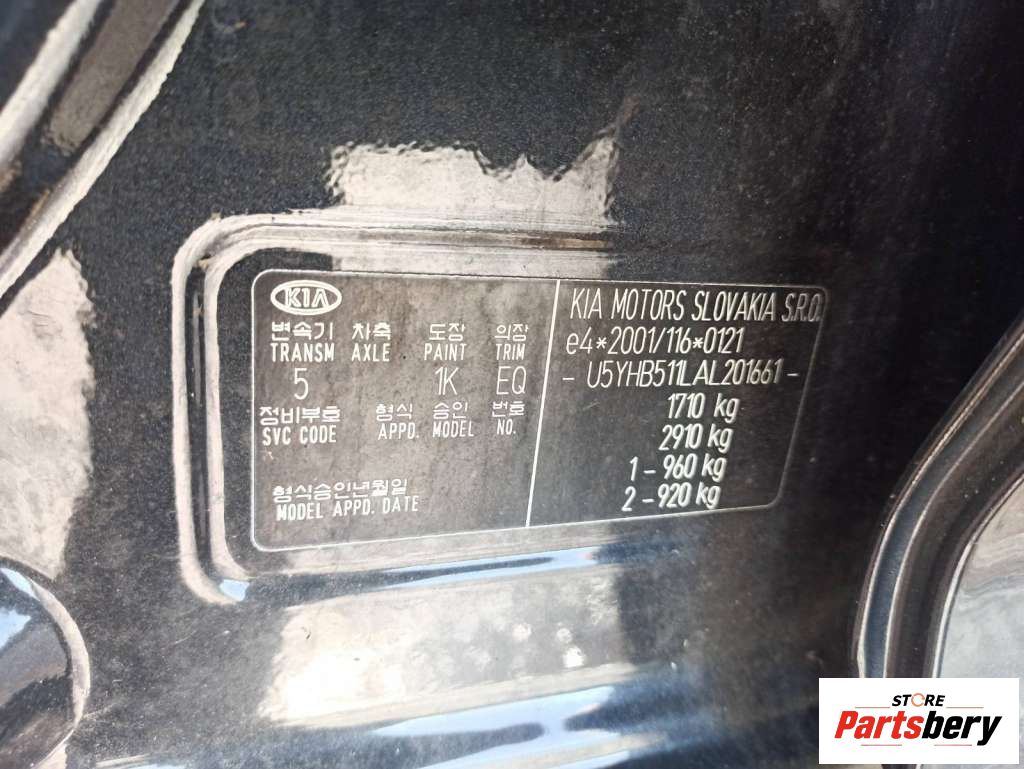 KIA
변속기 차축 도장 의장
TRANSM AXLE PAINT TRIM
5 1K EQ
정비부호 형식 승인 번호
SVC CODE APPD. MODEL NO.
형식승인년월일
MODEL APPD. DATE
KIA MOTORS SLOVAKIA S.R.O.
e4*2001/116*0121
- U5YHB511LAL201661 -
1710 kg
2910 kg
1 - 960 kg
2 - 920 kg
STORE
Partsbery